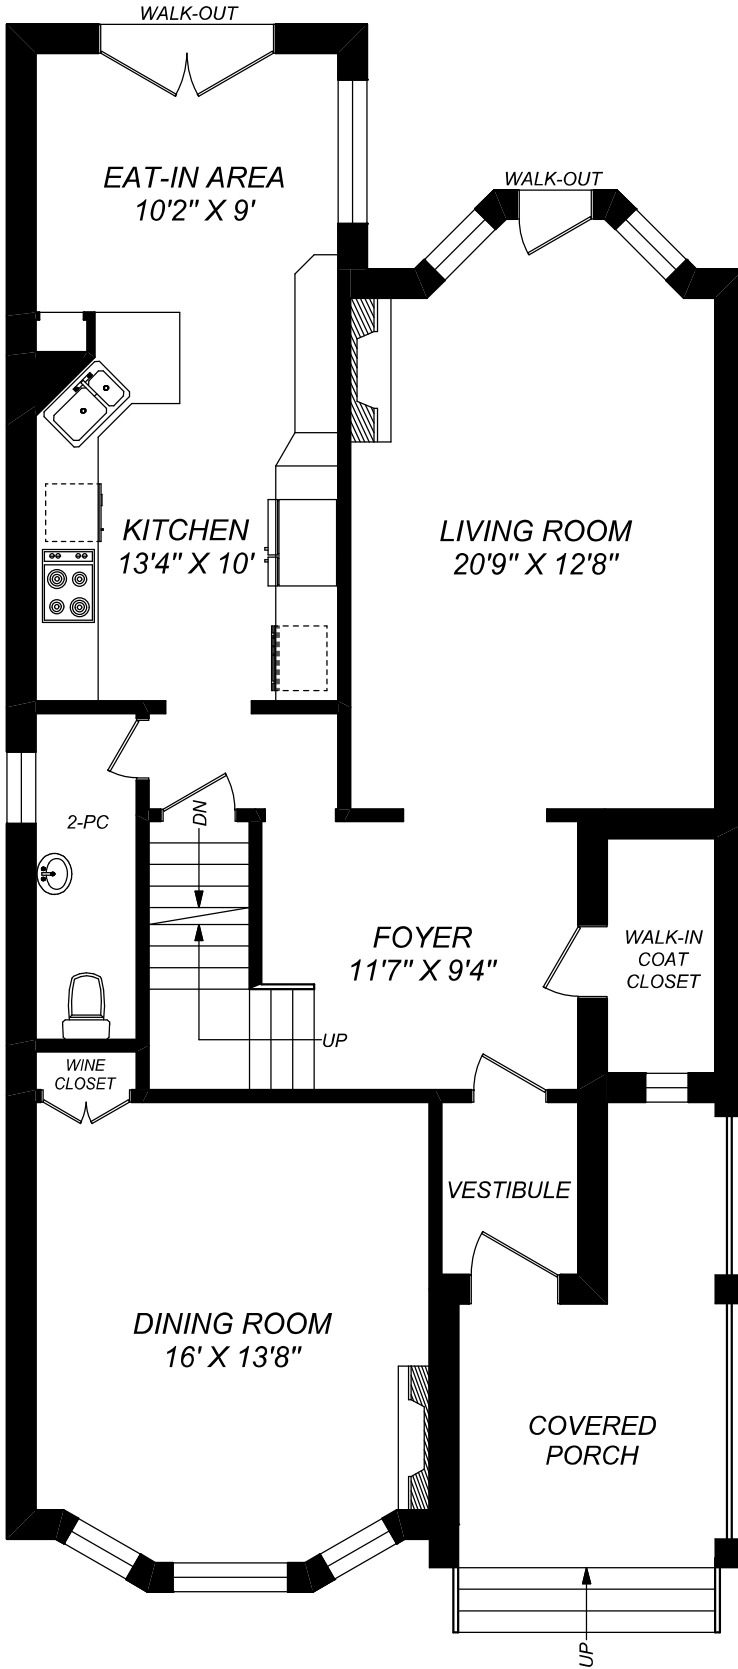 WALK-OUT
EAT-IN AREA
10'2" X 9'
WALK-OUT
KITCHEN
13'4" X 10'
LIVING ROOM
20'9" X 12'8"
2-PC
DN
FOYER
11'7" X 9'4"
WALK-IN
COAT
CLOSET
UP
WINE
CLOSET
VESTIBULE
DINING ROOM
16' X 13'8"
COVERED
PORCH
UP